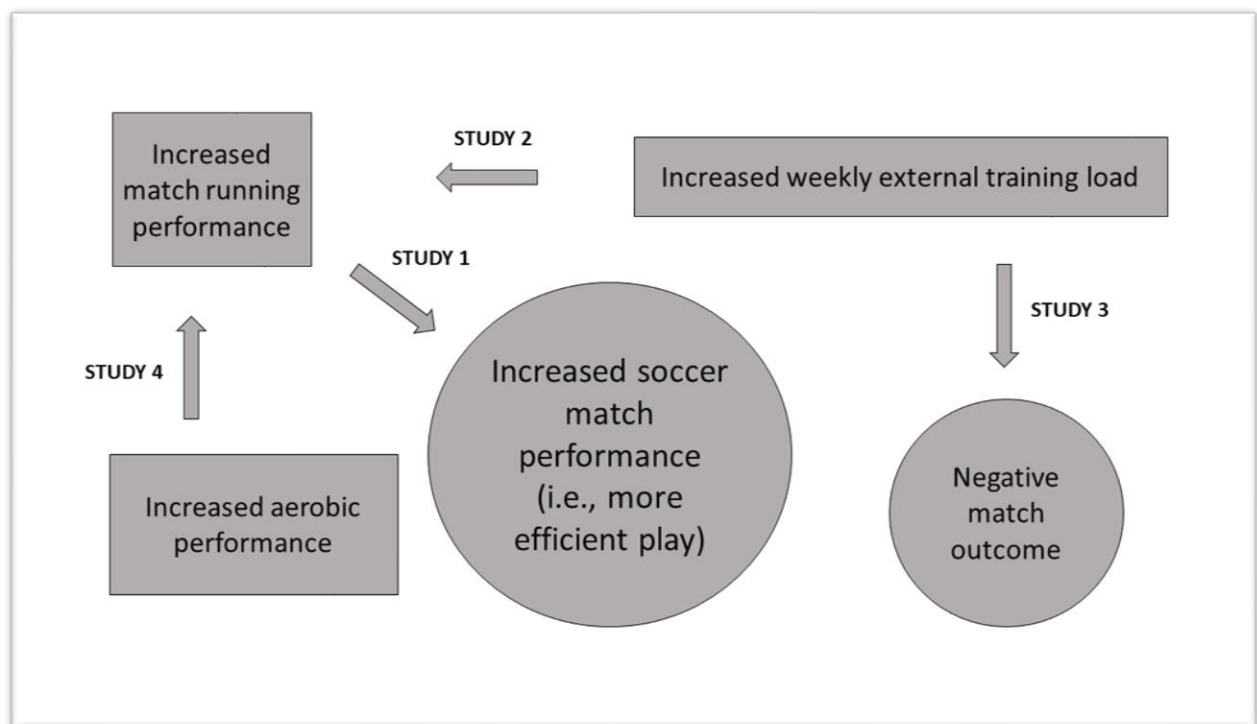 Increased
match running
performance
STUDY 2
Increased weekly external training load
STUDY 1
STUDY 3
STUDY 4
Increased soccer
match
performance
(i.e., more
efficient play)
Increased aerobic
performance
Negative
match
outcome